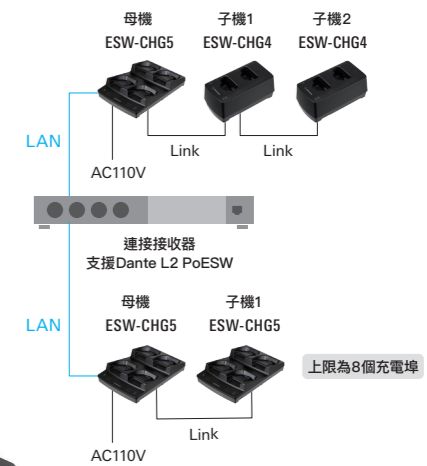 母機
子機1
子機2
ESW-CHG5
ESW-CHG4
ESW-CHG4
LAN
Link
Link
AC110V
連接接收器
支援Dante L2 PoESW
母機
子機1
LAN
ESW-CHG5
ESW-CHG5
上限為8個充電埠
Link
AC110V